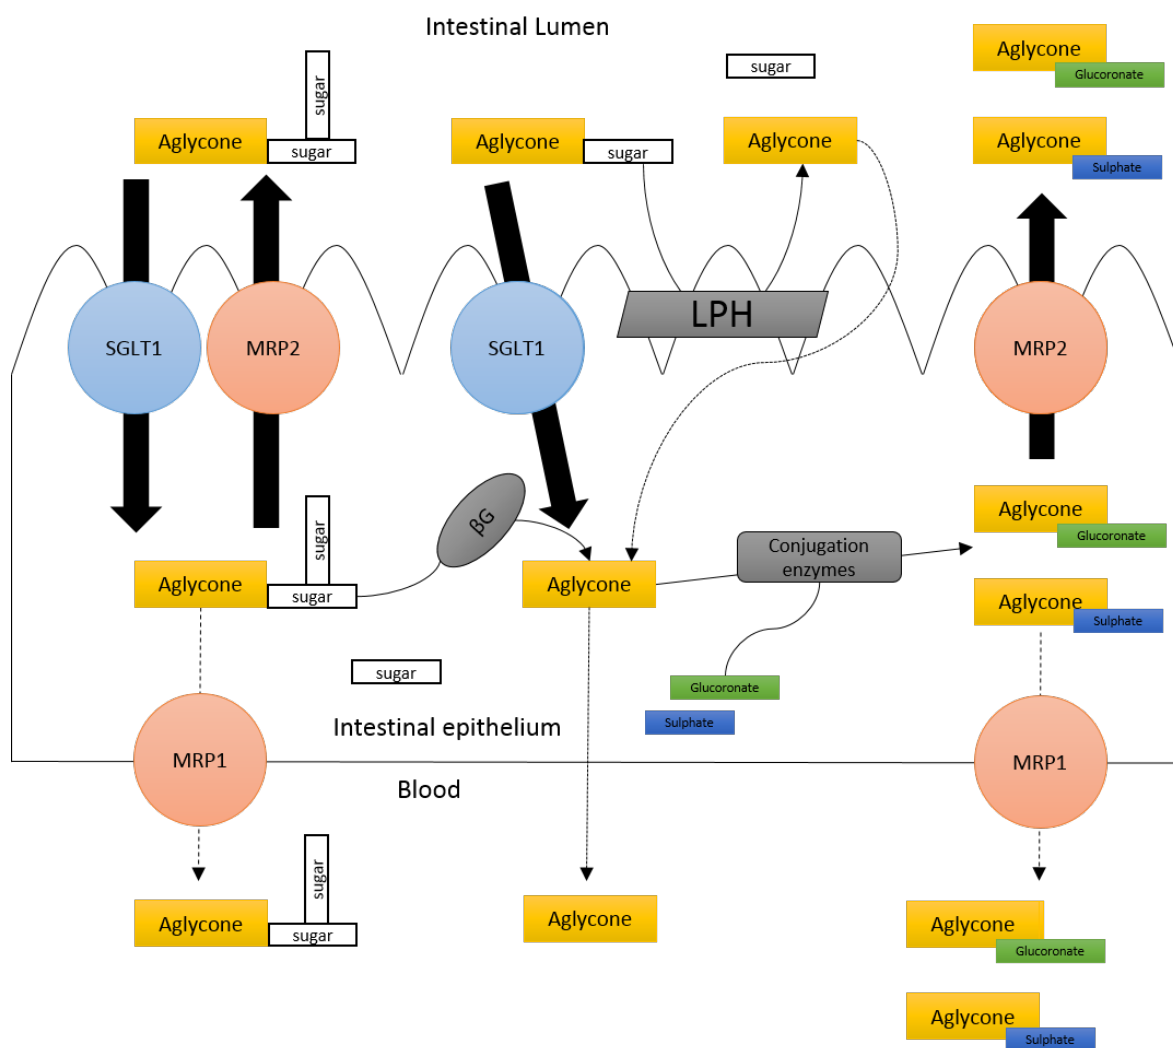 Intestinal Lumen
sugar
Aglycone
Glucoronate
sugar
Aglycone
sugar
Aglycone
sugar
Aglycone
Aglycone
Sulphate
SGLT1
MRP2
SGLT1
LPH
MRP2
sugar
βG
Aglycone
Glucoronate
Conjugation
enzymes
Aglycone
sugar
Aglycone
Aglycone
Sulphate
sugar
Glucoronate
Sulphate
Intestinal epithelium
MRP1
MRP1
Blood
sugar
Aglycone
sugar
Aglycone
Aglycone
Glucoronate
Aglycone
Sulphate